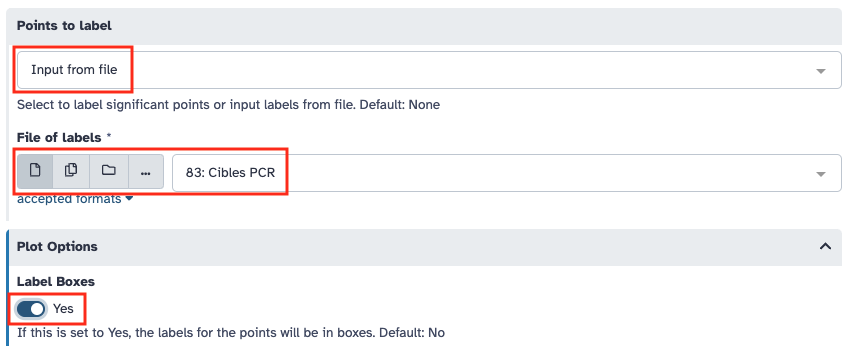 Points to label
Input from file
Select to label significant points or input labels from file. Default: None
File of labels *
... 83: Cibles PCR
accepted formats
Plot Options
Label Boxes
Yes
If this is set to Yes, the labels for the points will be in boxes. Default: No